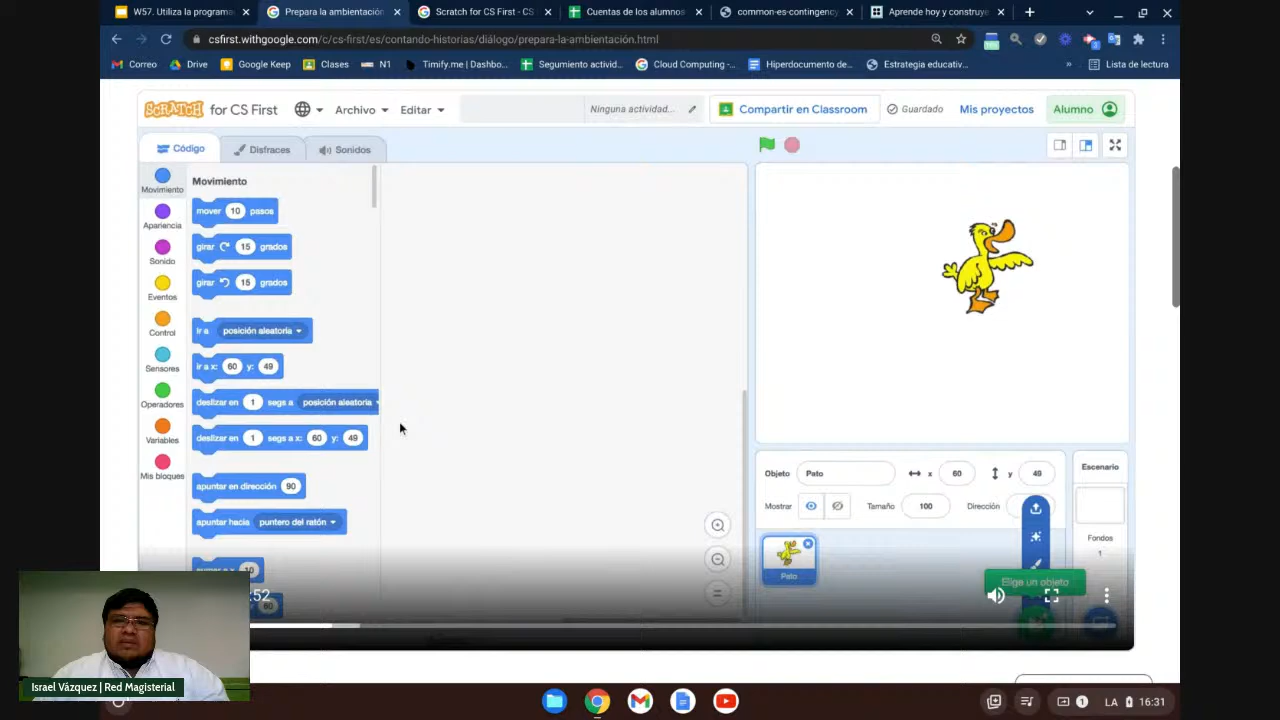 W57. Utiliza la programa
Prepara la ambientación
Scratch for CS First - CS
Cuentas de los alumnos
common-es-contingency
Aprende hoy y construye
csfirst.withgoogle.com/c/cs-first/es/contando-historias/diálogo/prepara-la-ambientación.html
Correo
Drive
Google Keep
Clases
N1
Timify.me | Dashbo...
Segumiento activid...
Cloud Computing -...
Hiperdocumento de...
Estrategia educativ...
»
Lista de lectura
SCRATCH for CS First
Archivo
Editar
Ninguna actividad...
Compartir en Classroom
Guardado
Mis proyectos
Alumno
Código
Disfraces
Sonidos
Movimiento
Apariencia
Sonido
Eventos
Control
Sensores
Operadores
Variables
Mis bloques
Movimiento
mover 10 pasos
girar 15 grados
girar 15 grados
ir a posición aleatoria
ir a x: 60 y: 49
deslizar en 1 segs a posición aleatoria
deslizar en 1 segs a x: 60 y: 49
apuntar en dirección 90
apuntar hacia puntero del ratón
10
:52
60
Objeto Pato x 60 y 49
Mostrar Tamaño 100 Dirección
Pato
Elige un objeto
Escenario
Fondos
1
Israel Vázquez | Red Magisterial
1
LA
16:31